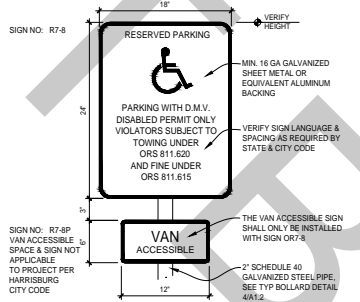 18"
VERIFY
HEIGHT
SIGN NO: R7-8
RESERVED PARKING
MIN. 16 GA GALVANIZED
SHEET METAL OR
EQUIVALENT ALUMINUM
BACKING
24"
PARKING WITH D.M.V.
DISABLED PERMIT ONLY
VIOLATORS SUBJECT TO
TOWING UNDER
ORS 811.620
AND FINE UNDER
ORS 811.615
VERIFY SIGN LANGUAGE &
SPACING AS REQUIRED BY
STATE & CITY CODE
3"
SIGN NO: R7-8P
VAN ACCESSIBLE
SPACE & SIGN NOT
APPLICABLE
TO PROJECT PER
HARRISBURG
CITY CODE
6"
VAN
ACCESSIBLE
THE VAN ACCESSIBLE SIGN
SHALL ONLY BE INSTALLED
WITH SIGN OR7-8
12"
2" SCHEDULE 40
GALVANIZED STEEL PIPE,
SEE TYP BOLLARD DETAIL
4/A1.2